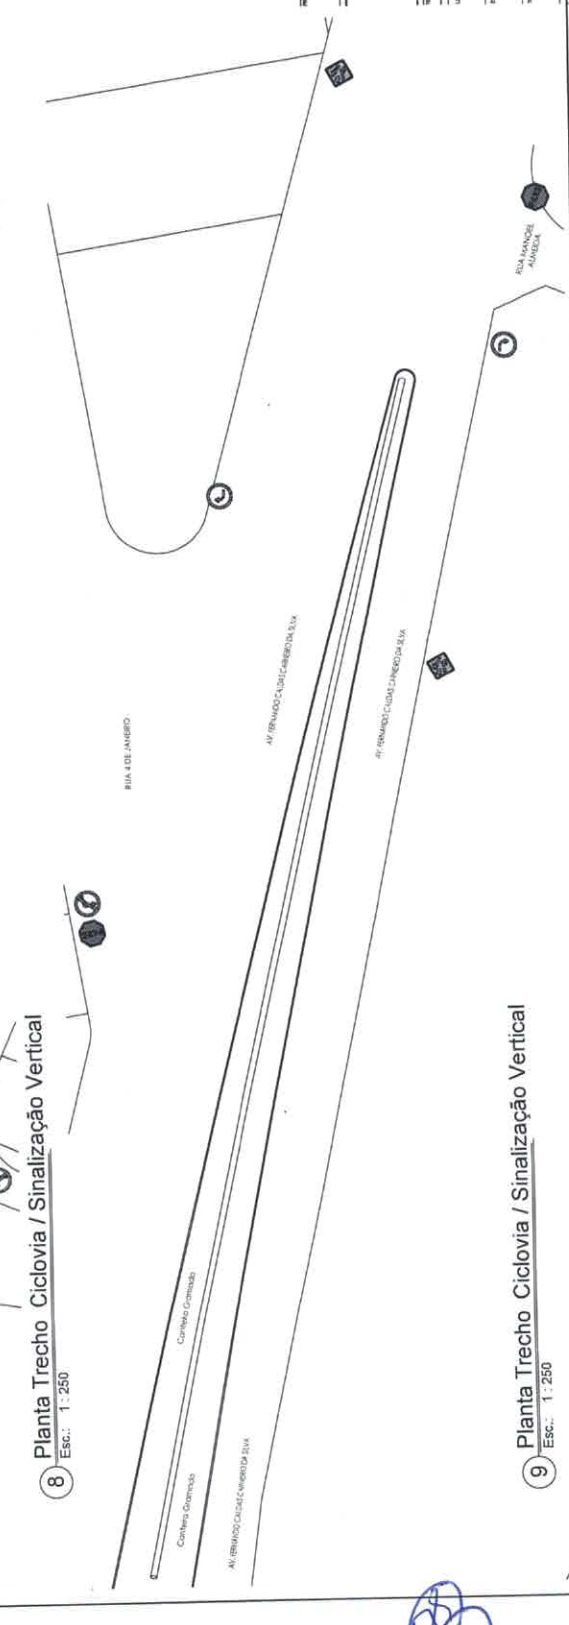 8
Planta Trecho Ciclovia / Sinalização Vertical
Esc.: 1 : 250
RUA 4 DE JANEIRO
AV. FERNANDO CALDAS CARNEIRO DA SILVA
AV. FERNANDO CALDAS CARNEIRO DA SILVA
RUA MANOEL
ALMEIDA
Canteiro Gramado
Canteiro Gramado
AV. FERNANDO CALDAS CARNEIRO DA SILVA
9
Planta Trecho Ciclovia / Sinalização Vertical
Esc.: 1 : 250